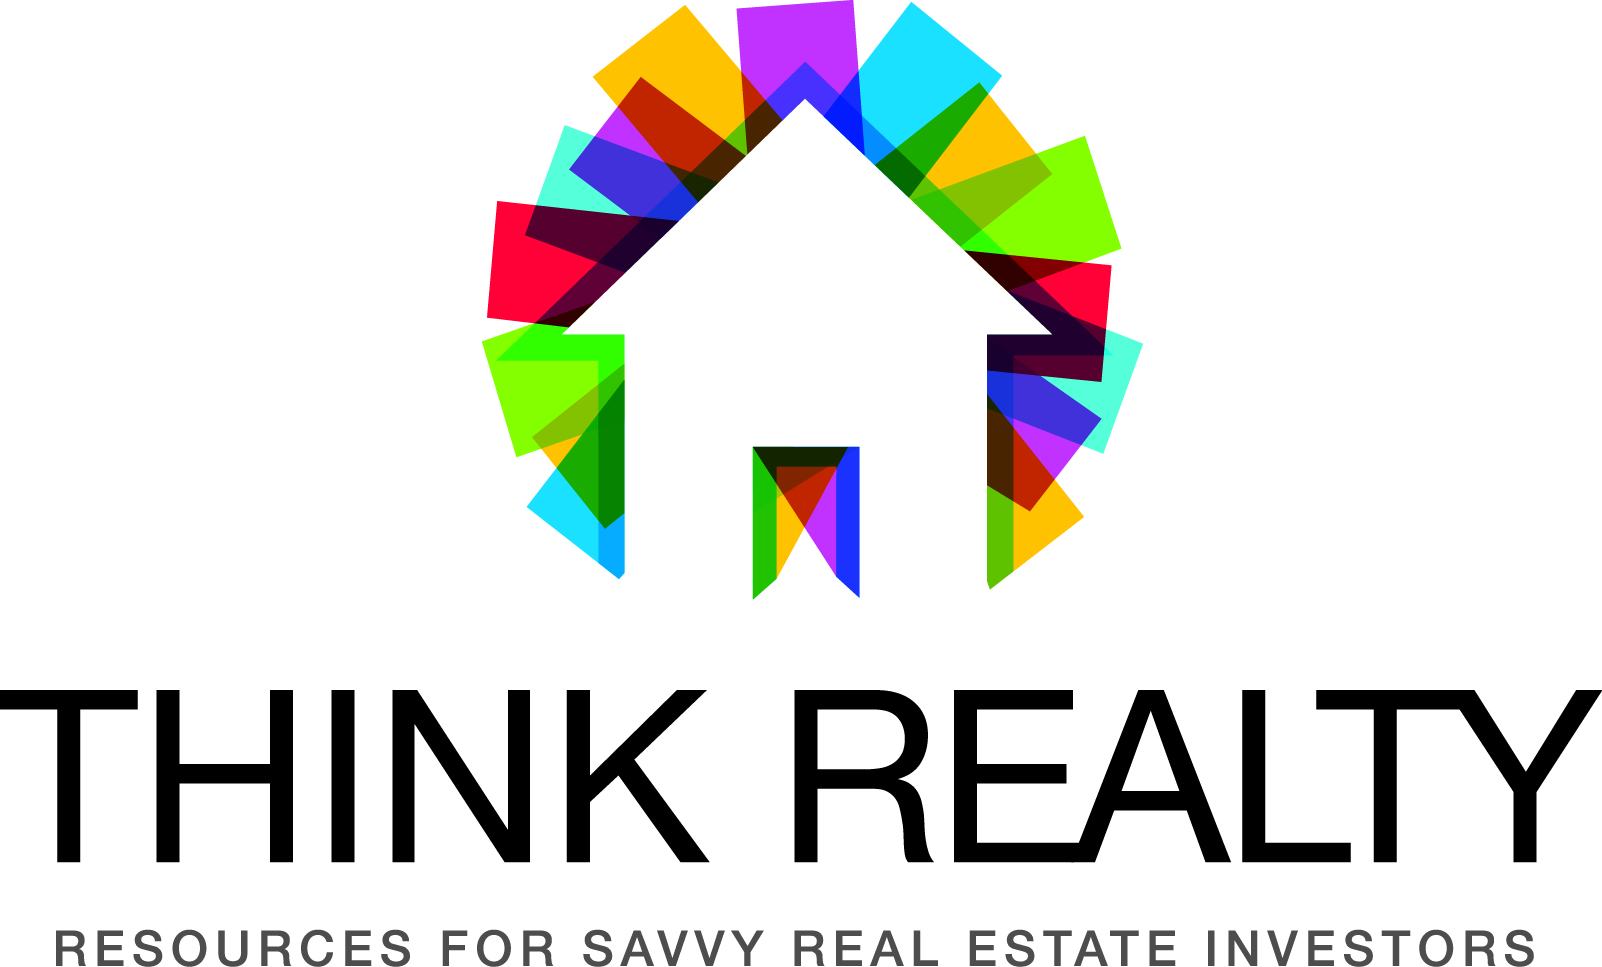 THINK REALTY
RESOURCES FOR SAVVY REAL ESTATE INVESTORS